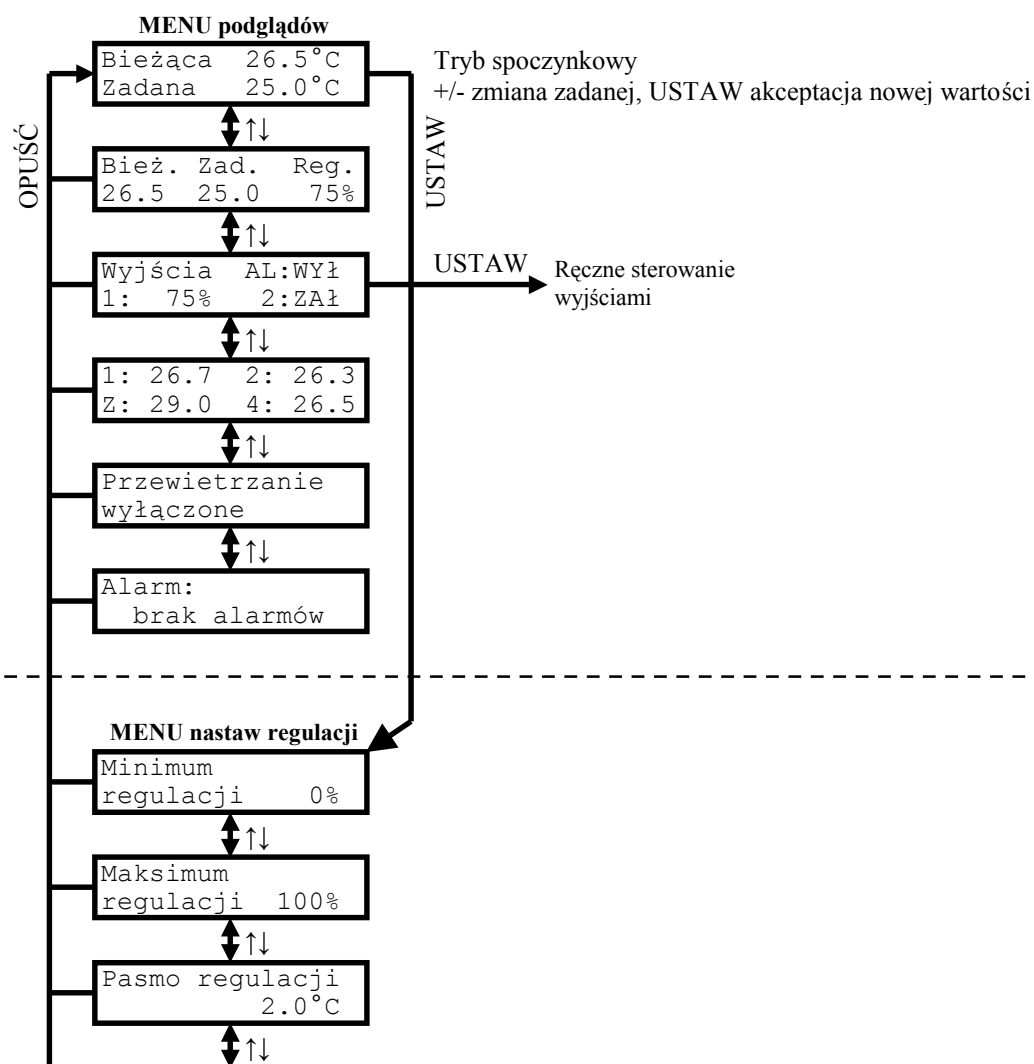 MENU podglądów
Bieżąca 26.5°C
Zadana 25.0°C
Tryb spoczynkowy
+/- zmiana zadanej, USTAW akceptacja nowej wartości
↑↓
OPUŚĆ
USTAW
Bież. Zad. Reg.
26.5 25.0 75%
↑↓
Wyjścia AL:WYł
1: 75% 2:ZAł
USTAW
Ręczne sterowanie
wyjściami
↑↓
1: 26.7 2: 26.3
Z: 29.0 4: 26.5
↑↓
Przewietrzanie
wyłączone
↑↓
Alarm:
brak alarmów
MENU nastaw regulacji
Minimum
regulacji 0%
↑↓
Maksimum
regulacji 100%
↑↓
Pasmo regulacji
2.0°C
↑↓